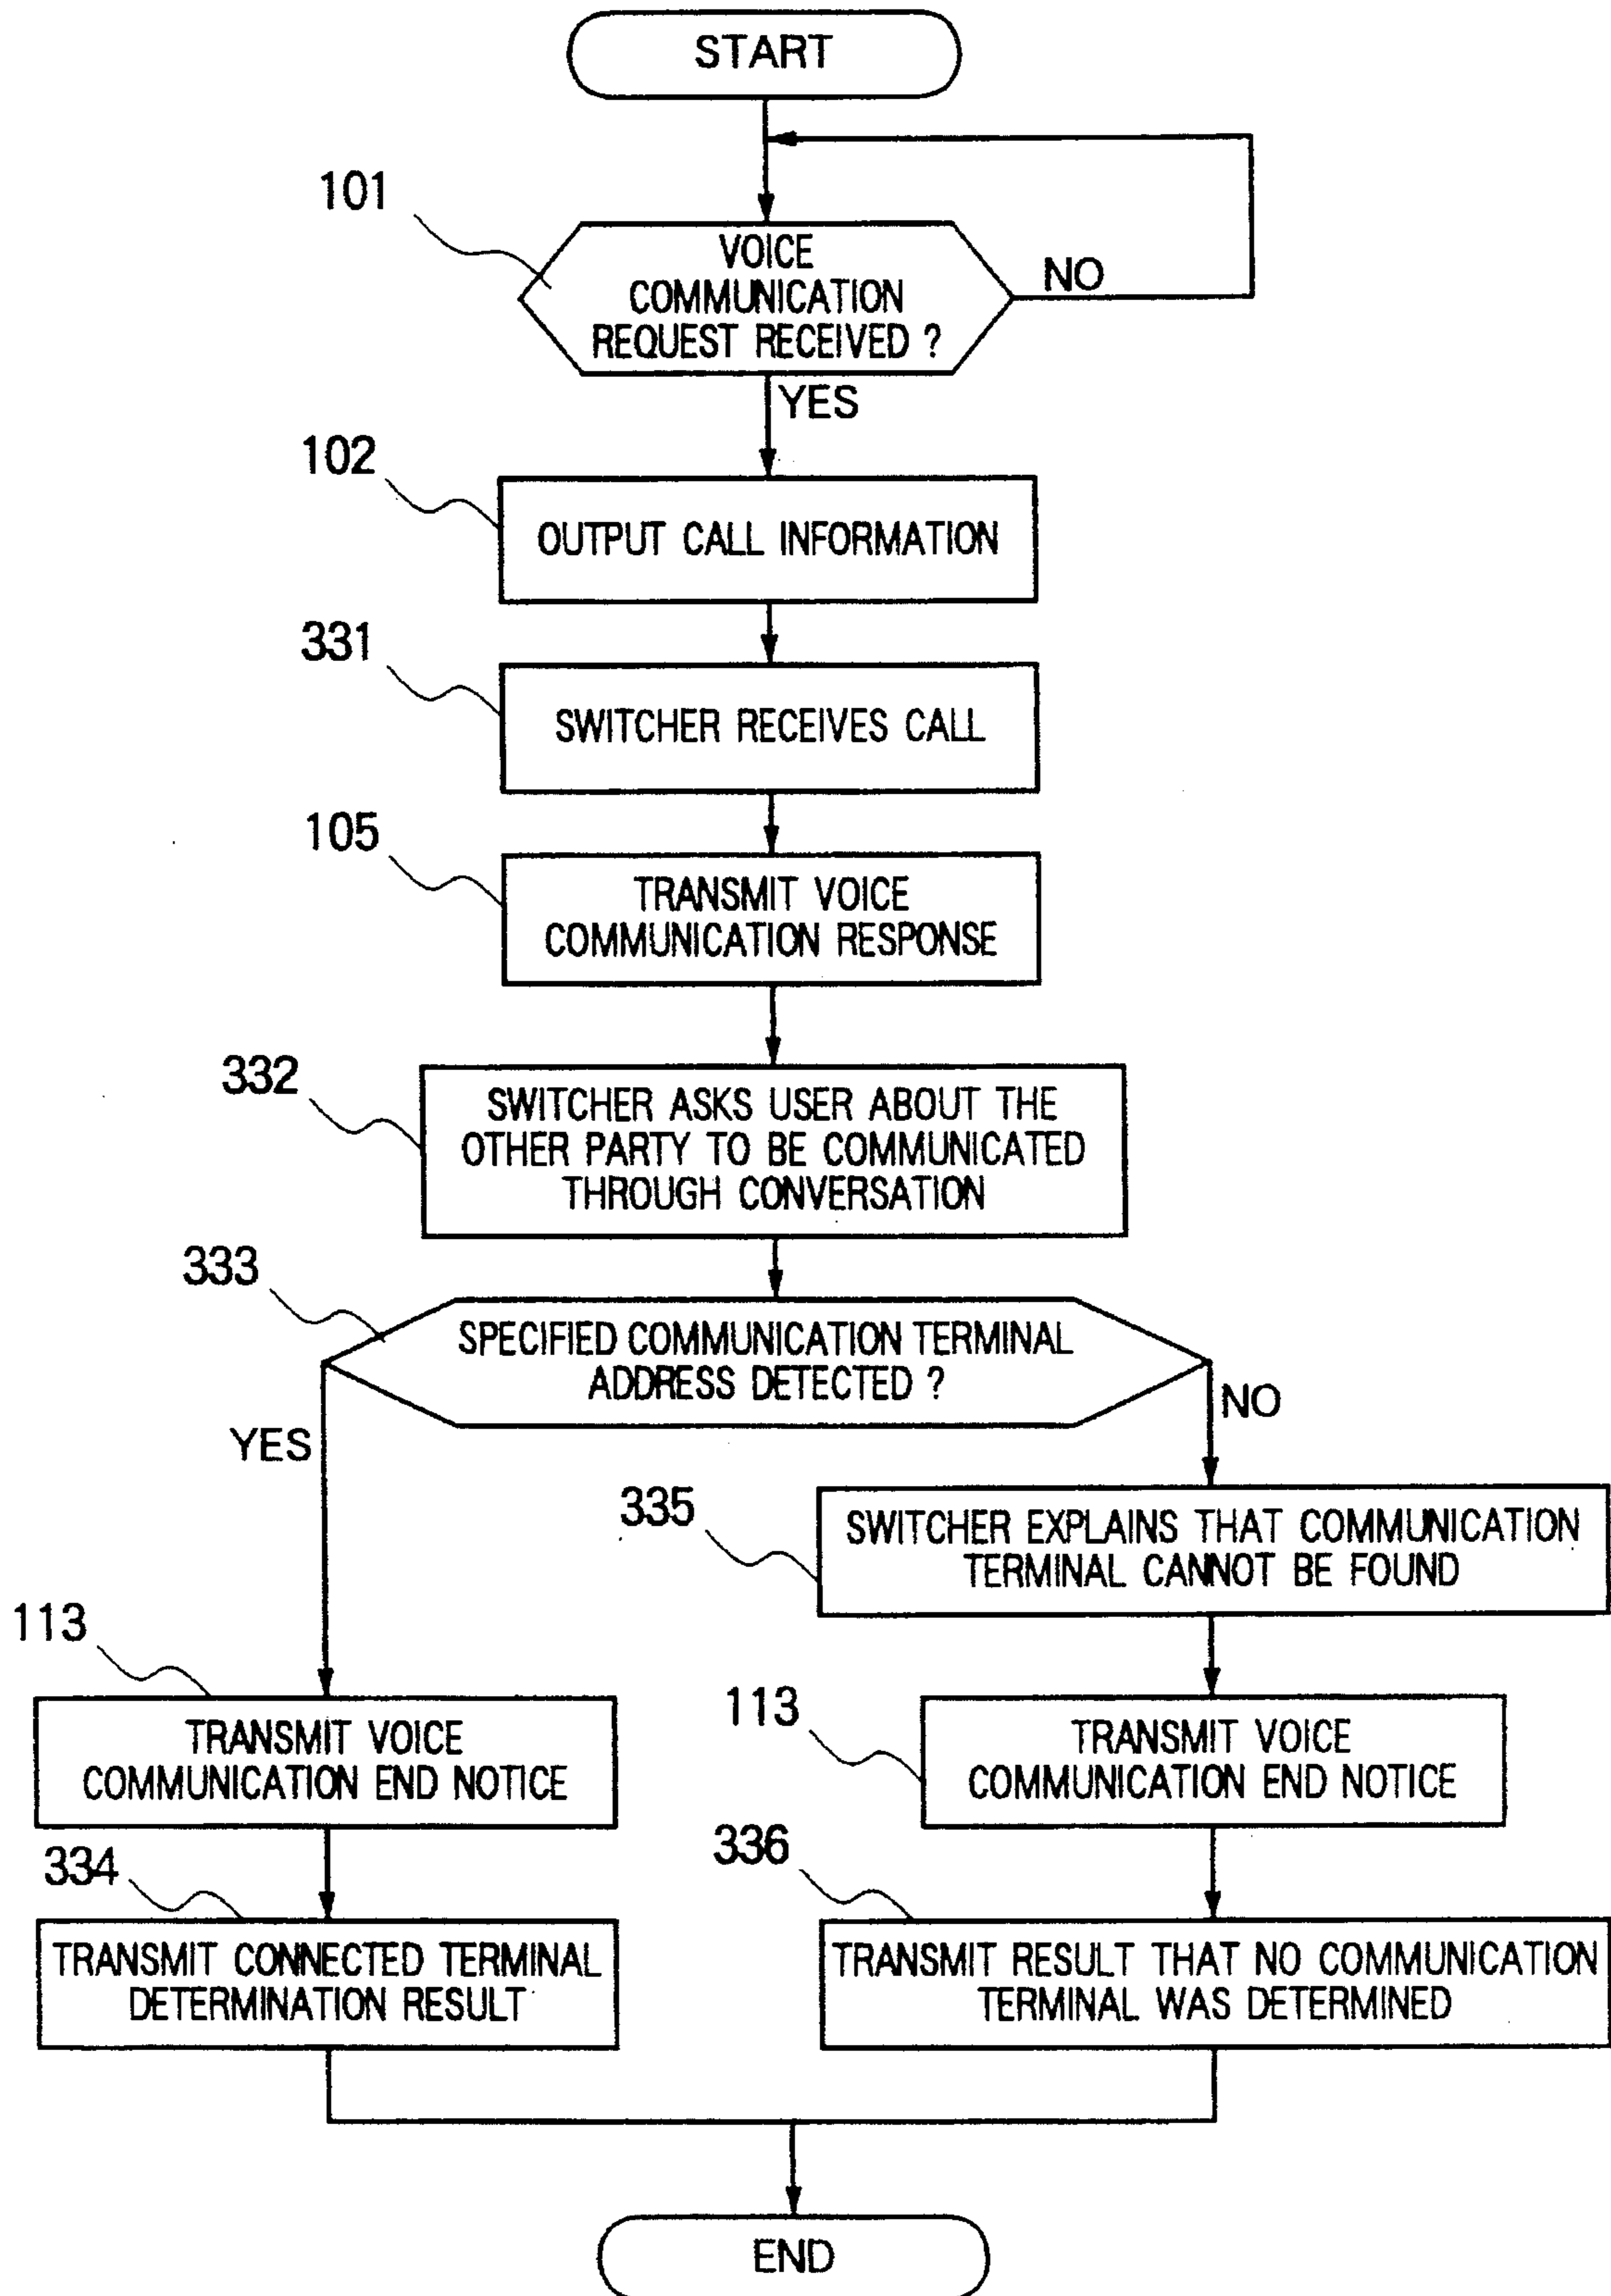 START
101
VOICE
COMMUNICATION
REQUEST RECEIVED ?
NO
YES
102
OUTPUT CALL INFORMATION
331
SWITCHER RECEIVES CALL
105
TRANSMIT VOICE
COMMUNICATION RESPONSE
332
SWITCHER ASKS USER ABOUT THE
OTHER PARTY TO BE COMMUNICATED
THROUGH CONVERSATION
333
SPECIFIED COMMUNICATION TERMINAL
ADDRESS DETECTED ?
YES
NO
335
SWITCHER EXPLAINS THAT COMMUNICATION
TERMINAL CANNOT BE FOUND
113
TRANSMIT VOICE
COMMUNICATION END NOTICE
113
TRANSMIT VOICE
COMMUNICATION END NOTICE
334
TRANSMIT CONNECTED TERMINAL
DETERMINATION RESULT
336
TRANSMIT RESULT THAT NO COMMUNICATION
TERMINAL WAS DETERMINED
END